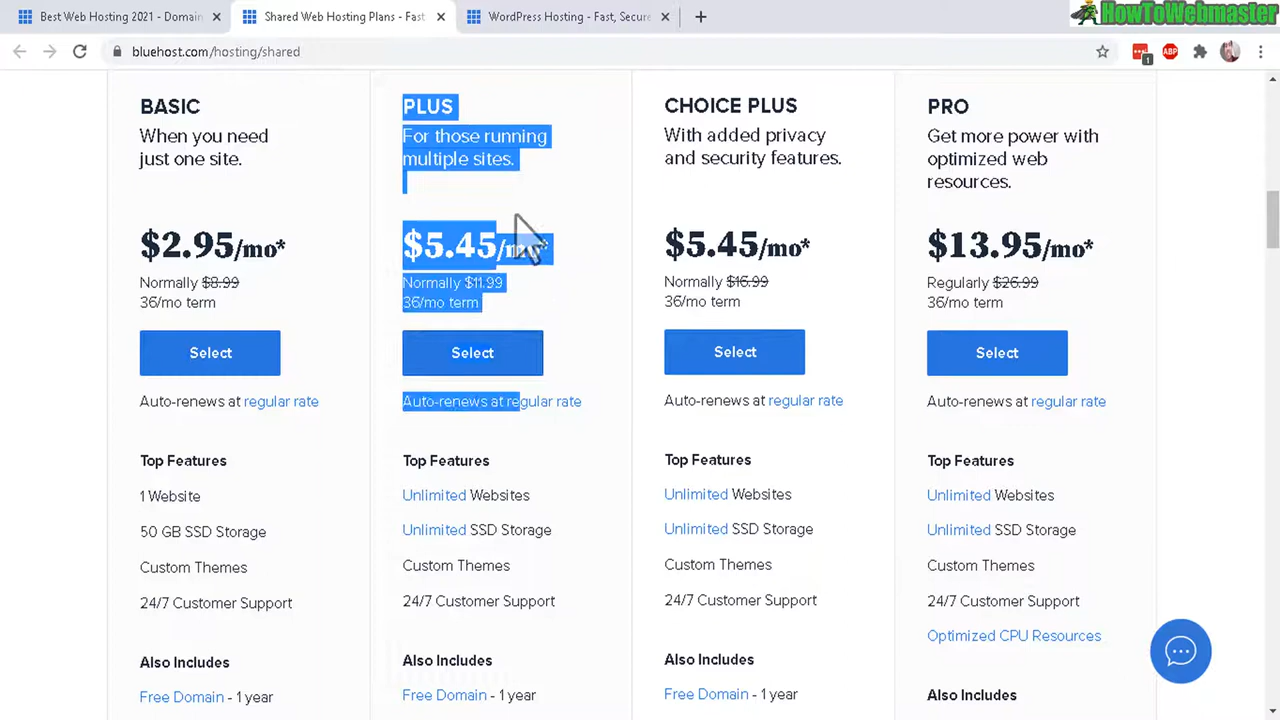 Best Web Hosting 2021 - Domain
Shared Web Hosting Plans - Fast
WordPress Hosting - Fast, Secure
HowToWebmaster
bluehost.com/hosting/shared
1
ABP
BASIC
When you need
just one site.
$2.95/mo*
Normally $8.99
36/mo term
Select
Auto-renews at regular rate
Top Features
1 Website
50 GB SSD Storage
Custom Themes
24/7 Customer Support
Also Includes
Free Domain - 1 year
PLUS
For those running
multiple sites.
$5.45/mo*
Normally $11.99
36/mo term
Select
Auto-renews at regular rate
Top Features
Unlimited Websites
Unlimited SSD Storage
Custom Themes
24/7 Customer Support
Also Includes
Free Domain - 1 year
CHOICE PLUS
With added privacy
and security features.
$5.45/mo*
Normally $16.99
36/mo term
Select
Auto-renews at regular rate
Top Features
Unlimited Websites
Unlimited SSD Storage
Custom Themes
24/7 Customer Support
Also Includes
Free Domain - 1 year
PRO
Get more power with
optimized web
resources.
$13.95/mo*
Regularly $26.99
36/mo term
Select
Auto-renews at regular rate
Top Features
Unlimited Websites
Unlimited SSD Storage
Custom Themes
24/7 Customer Support
Optimized CPU Resources
Also Includes